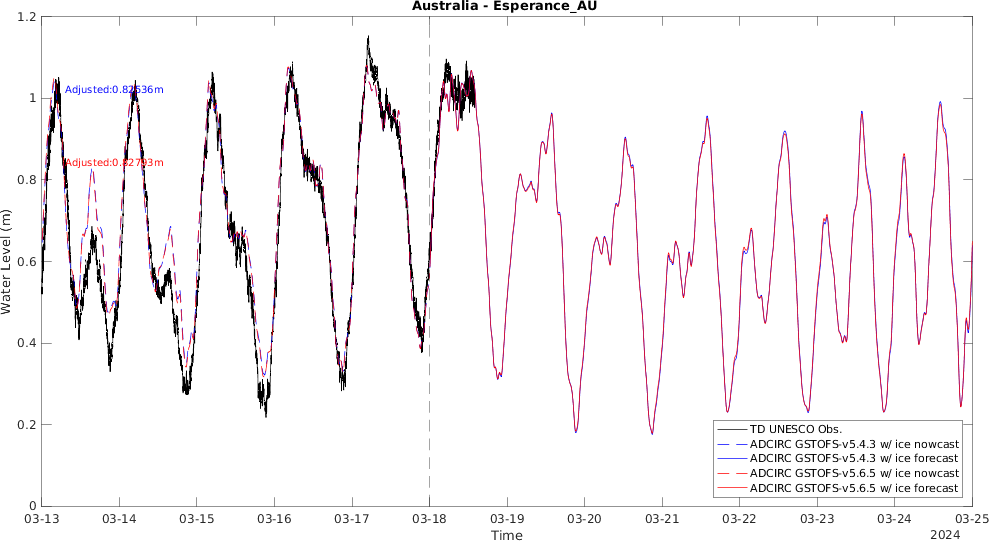 Australia - Esperance_AU
1.2
1
0.8
0.6
0.4
0.2
0
Water Level (m)
Adjusted:0.82636m
Adjusted:0.82793m
TD UNESCO Obs.
ADCIRC GSTOFS-v5.4.3 w/ ice nowcast
ADCIRC GSTOFS-v5.4.3 w/ ice forecast
ADCIRC GSTOFS-v5.6.5 w/ ice nowcast
ADCIRC GSTOFS-v5.6.5 w/ ice forecast
03-13 03-14 03-15 03-16 03-17 03-18 03-19 03-20 03-21 03-22 03-23 03-24 03-25
Time
2024